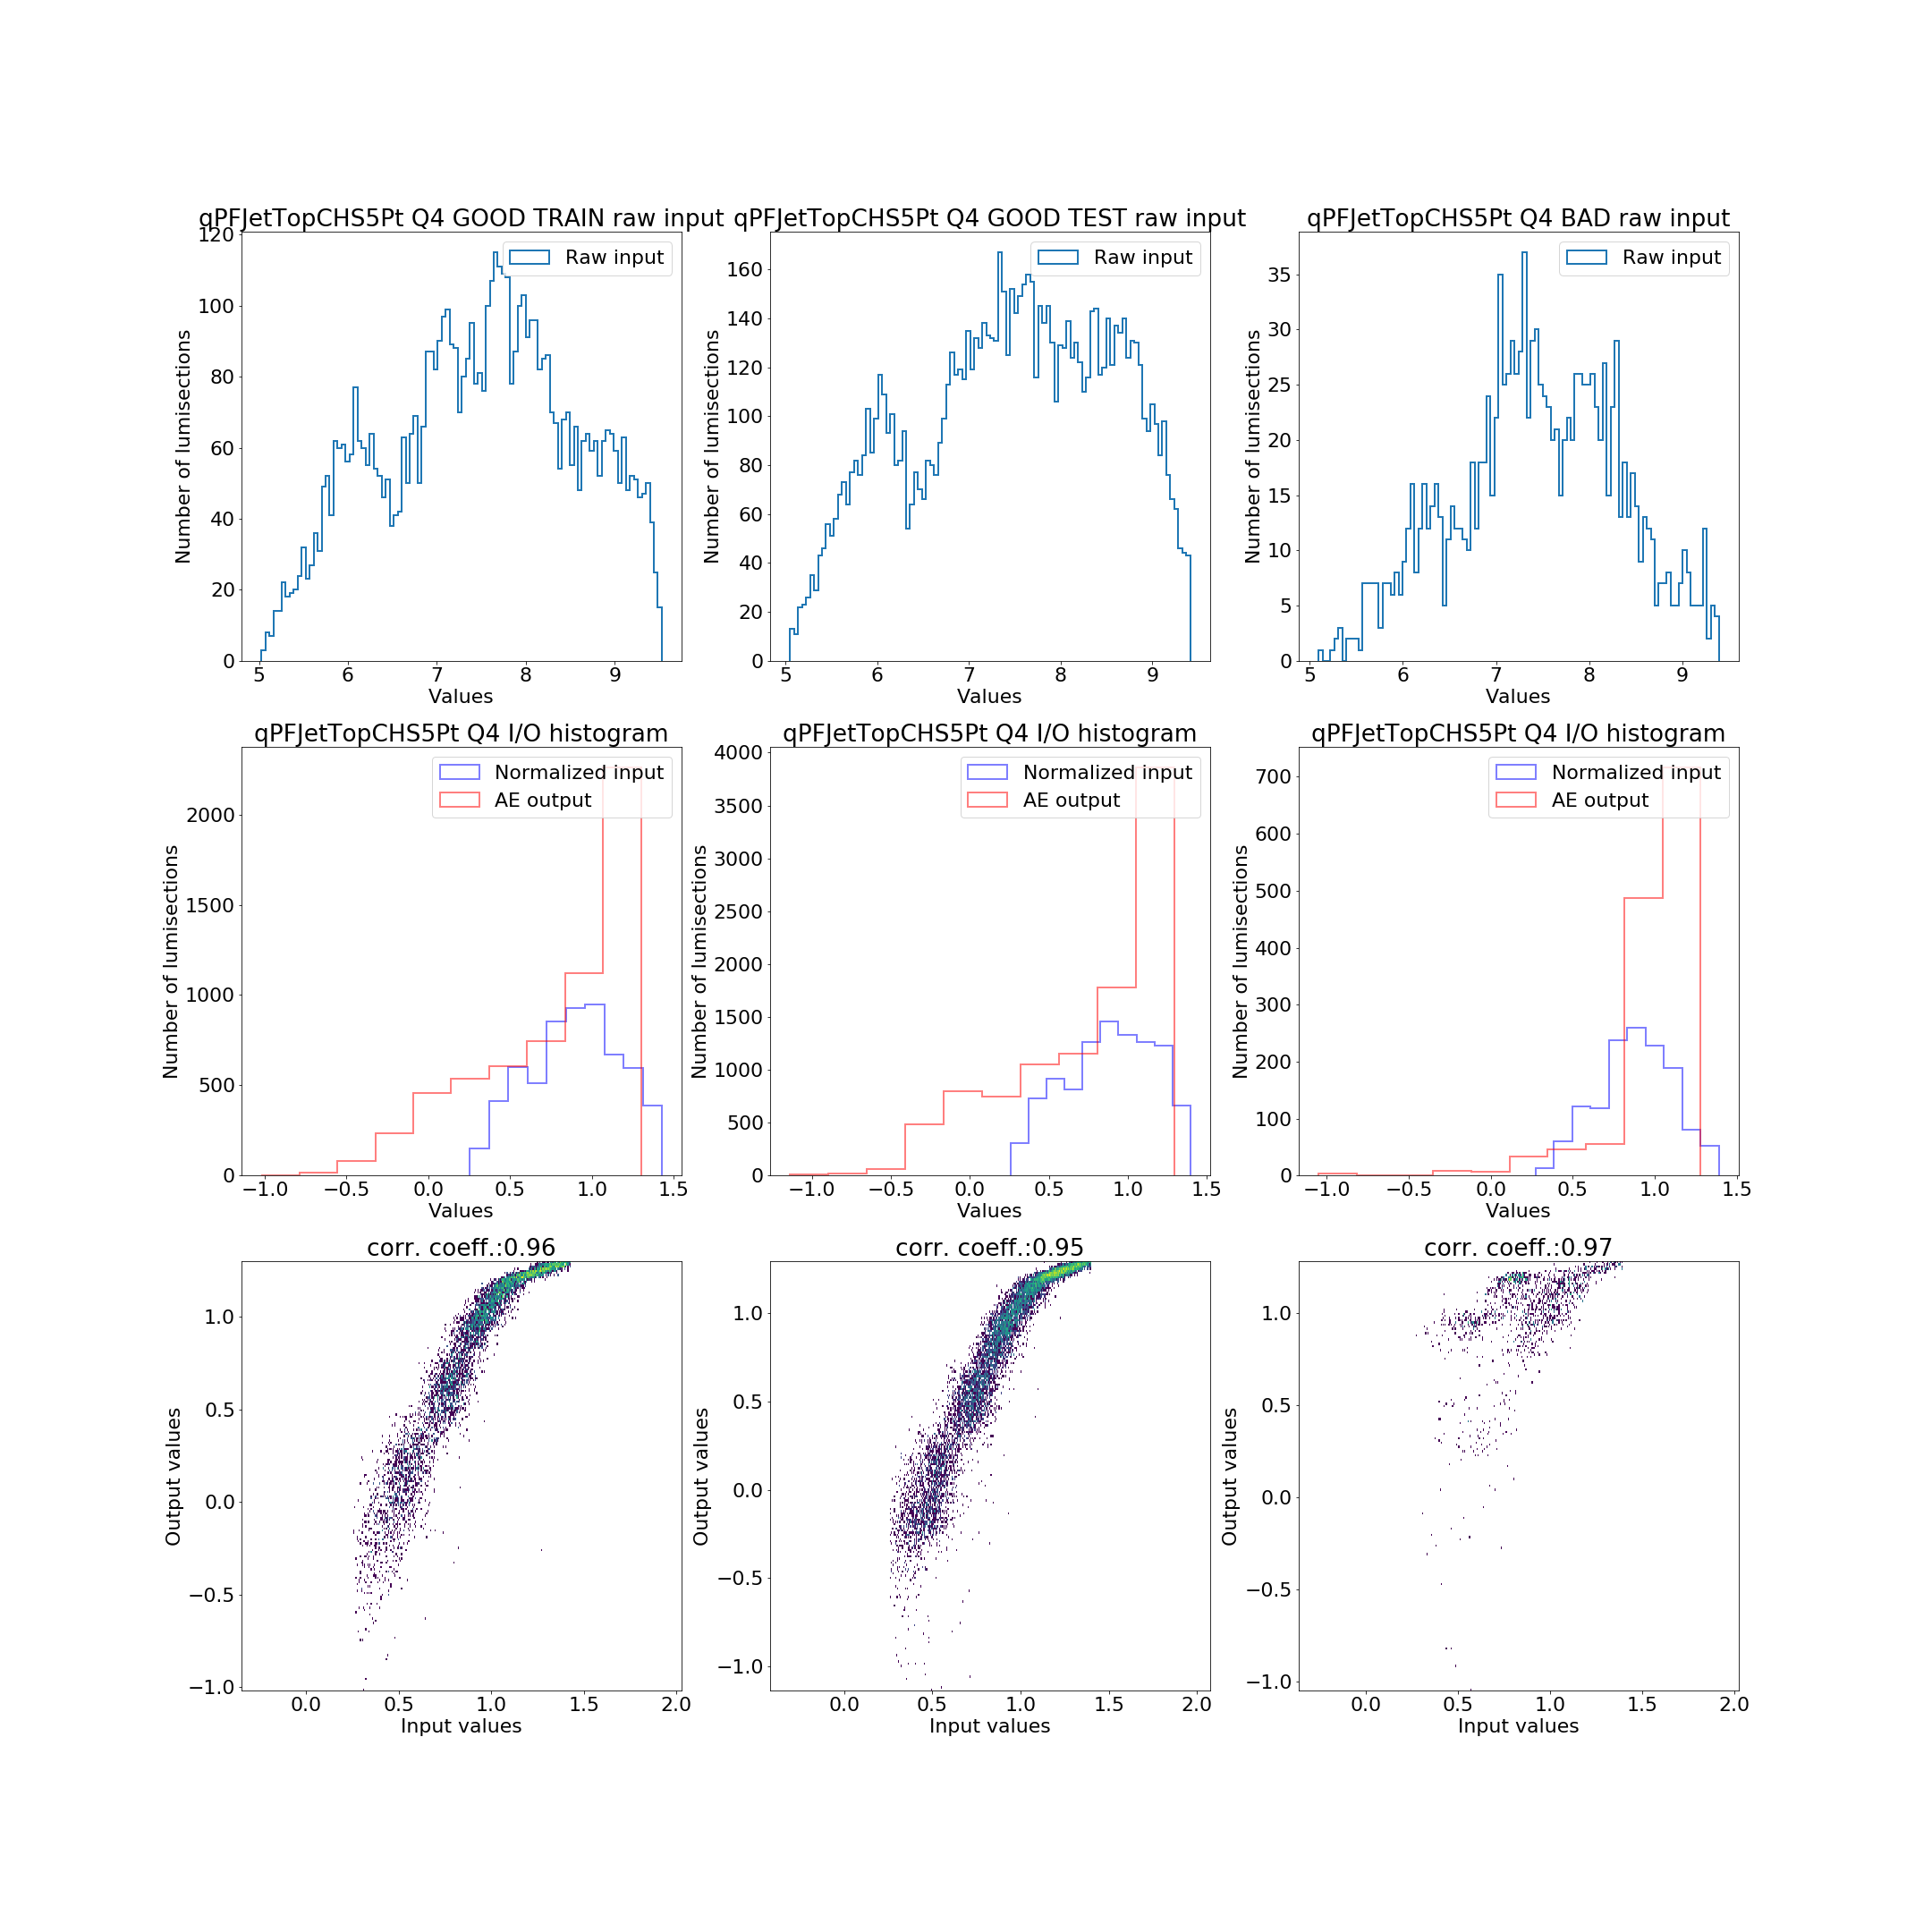 qPFJetTopCHS5Pt Q4 GOOD TRAIN raw input
qPFJetTopCHS5Pt Q4 GOOD TEST raw input
qPFJetTopCHS5Pt Q4 BAD raw input
Number of lumisections
120
100
80
60
40
20
0
Raw input
5 6 7 8 9
Values
Number of lumisections
160
140
120
100
80
60
40
20
0
Raw input
5 6 7 8 9
Values
Number of lumisections
35
30
25
20
15
10
5
0
Raw input
5 6 7 8 9
Values
qPFJetTopCHS5Pt Q4 I/O histogram
Number of lumisections
2000
1500
1000
500
0
Normalized input
AE output
−1.0 −0.5 0.0 0.5 1.0 1.5
Values
qPFJetTopCHS5Pt Q4 I/O histogram
Number of lumisections
4000
3500
3000
2500
2000
1500
1000
500
0
Normalized input
AE output
−1.0 −0.5 0.0 0.5 1.0 1.5
Values
qPFJetTopCHS5Pt Q4 I/O histogram
Number of lumisections
700
600
500
400
300
200
100
0
Normalized input
AE output
−1.0 −0.5 0.0 0.5 1.0 1.5
Values
corr. coeff.:0.96
Output values
1.0
0.5
0.0
−0.5
−1.0
0.0 0.5 1.0 1.5 2.0
Input values
corr. coeff.:0.95
Output values
1.0
0.5
0.0
−0.5
−1.0
0.0 0.5 1.0 1.5 2.0
Input values
corr. coeff.:0.97
Output values
1.0
0.5
0.0
−0.5
−1.0
0.0 0.5 1.0 1.5 2.0
Input values